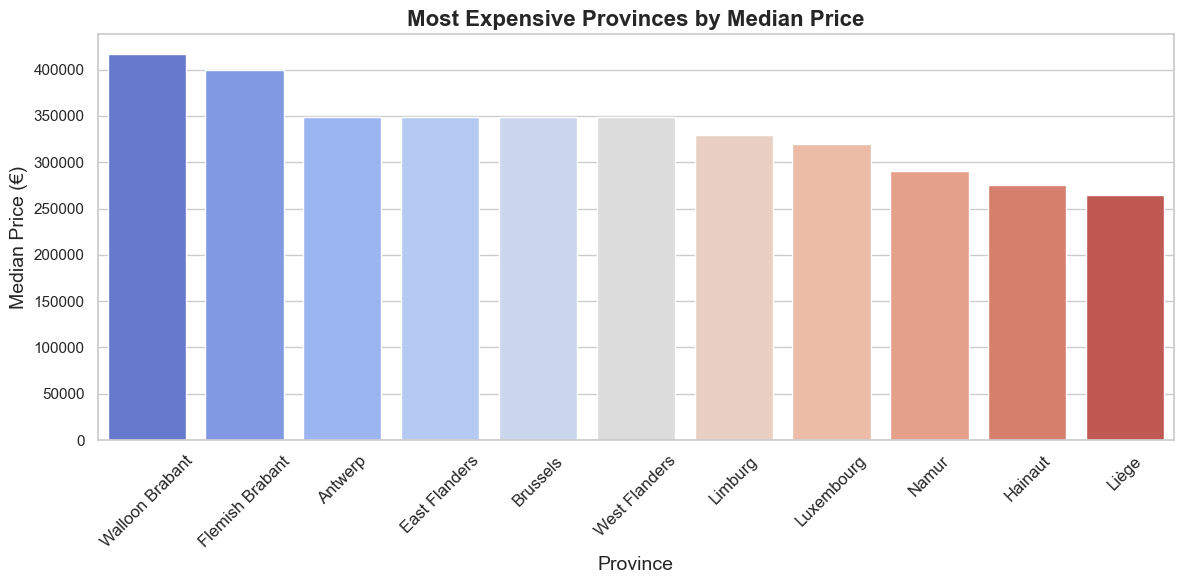 Most Expensive Provinces by Median Price
Median Price (€)
400000
350000
300000
250000
200000
150000
100000
50000
0
Walloon Brabant
Flemish Brabant
Antwerp
East Flanders
Brussels
West Flanders
Limburg
Luxembourg
Namur
Hainaut
Liège
Province